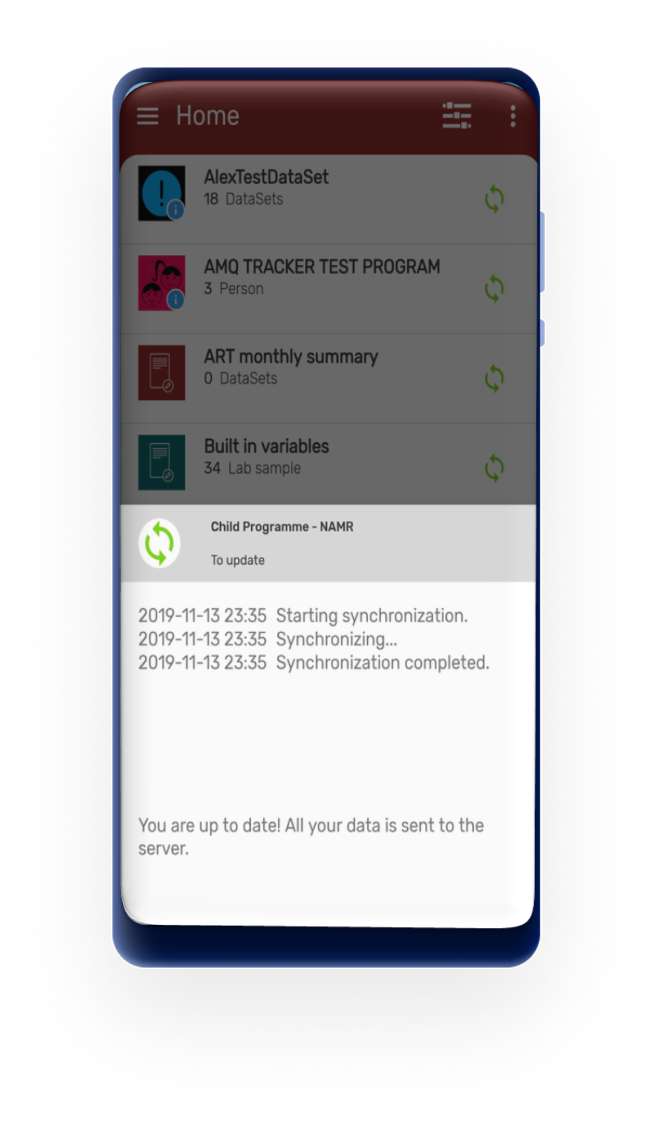 Home
AlexTestDataSet
18 DataSets
AMQ TRACKER TEST PROGRAM
3 Person
ART monthly summary
0 DataSets
Built in variables
34 Lab sample
Child Programme - NAMR
To update
2019-11-13 23:35 Starting synchronization.
2019-11-13 23:35 Synchronizing...
2019-11-13 23:35 Synchronization completed.
You are up to date! All your data is sent to the
server.